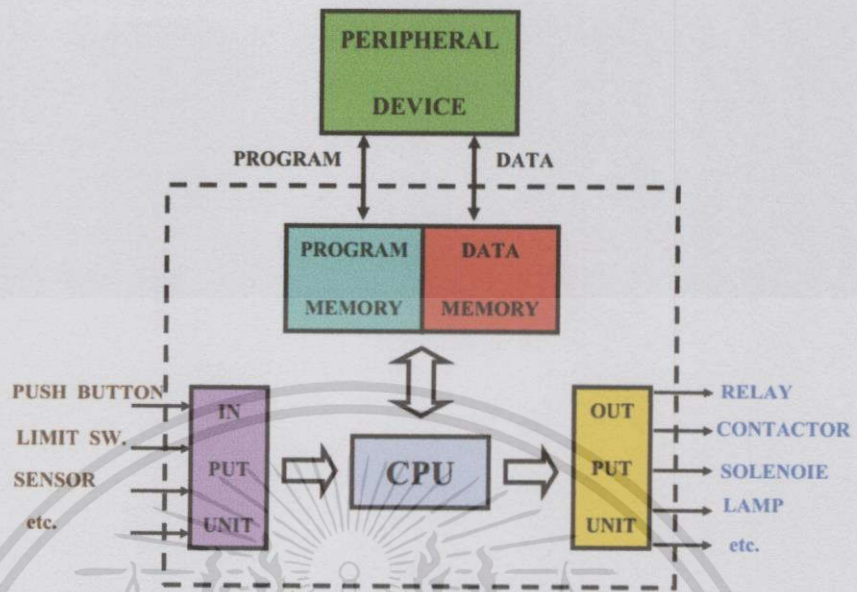 PERIPHERAL
DEVICE
PROGRAM
DATA
PROGRAM
MEMORY
DATA
MEMORY
PUSH BUTTON
LIMIT SW.
SENSOR
etc.
IN
PUT
UNIT
CPU
OUT
PUT
UNIT
RELAY
CONTACTOR
SOLENOIE
LAMP
etc.